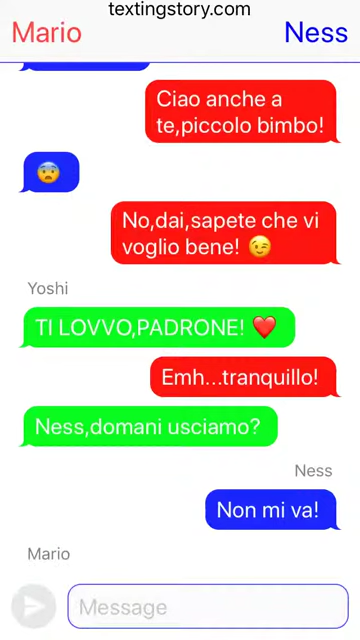 textingstory.com
Mario
Ness
Ciao anche a
te,piccolo bimbo!
😨
No,dai,sapete che vi
voglio bene! 😉
Yoshi
TI LOVVO,PADRONE! ❤️
Emh...tranquillo!
Ness,domani usciamo?
Ness
Non mi va!
Mario
Message